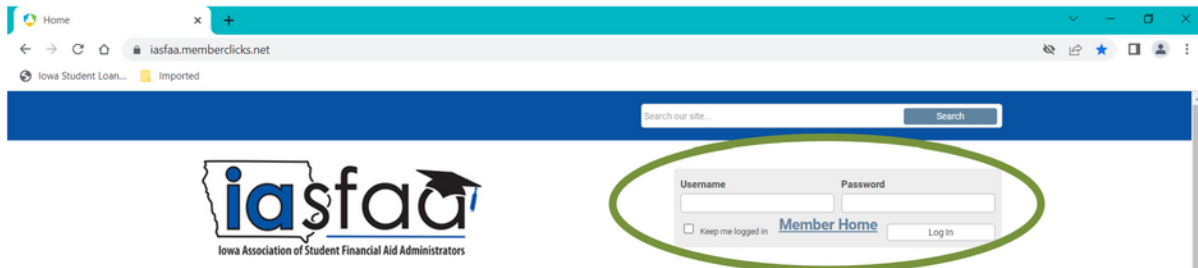 Home
iasfaa.memberclicks.net
Iowa Student Loan... Imported
Search our site... Search
iasfaa
Iowa Association of Student Financial Aid Administrators
Username Password
Keep me logged in Member Home Log In